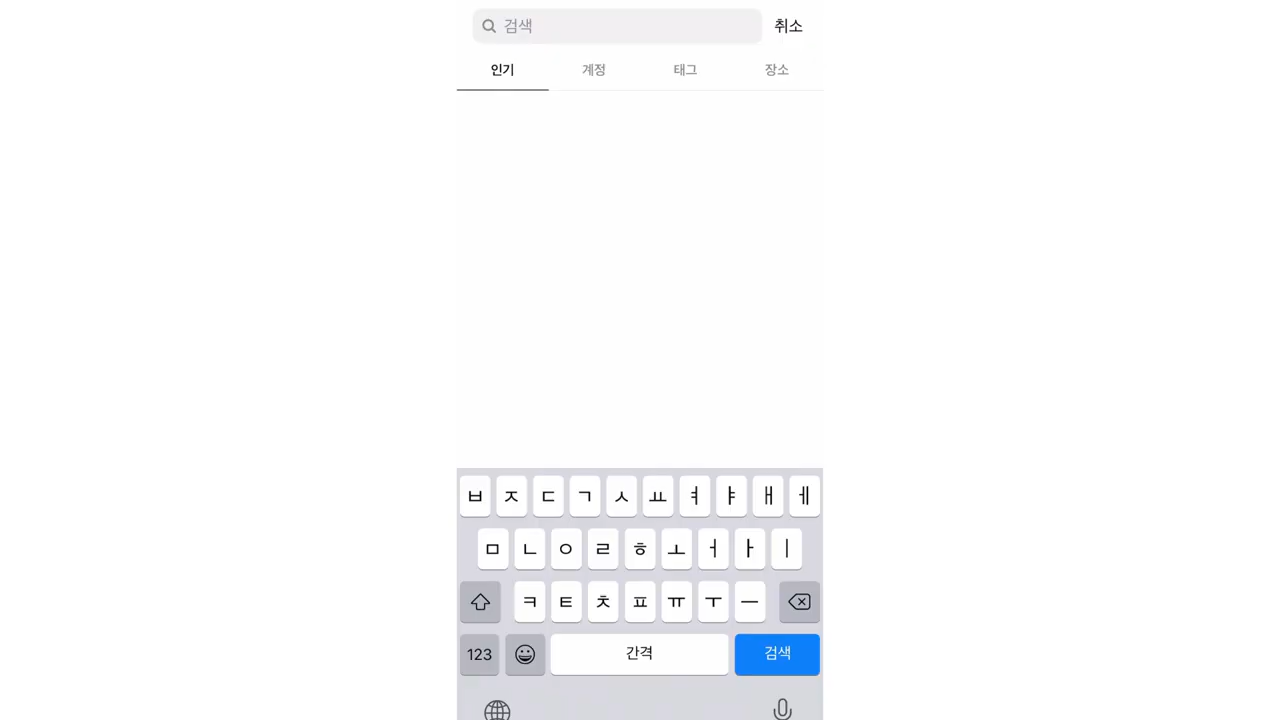 검색 취소
인기 계정 태그 장소
ㅂ ㅈ ㄷ ㄱ ㅅ ㅛ ㅕ ㅑ ㅐ ㅔ
ㅁ ㄴ ㅇ ㄹ ㅎ ㅗ ㅓ ㅏ ㅣ
ㅋ ㅌ ㅊ ㅍ ㅠ ㅜ ㅡ
123 간격 검색